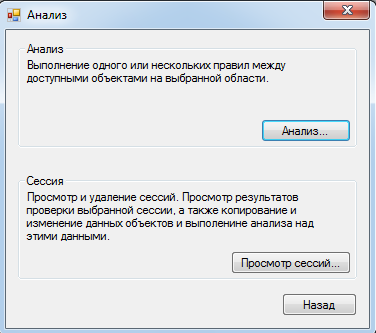 Анализ
Анализ
Выполнение одного или нескольких правил между
доступными объектами на выбранной области.
Анализ...
Сессия
Просмотр и удаление сессий. Просмотр результатов
проверки выбранной сессии, а также копирование и
изменение данных объектов и выполенине анализа над
этими данными.
Просмотр сессий...
Назад